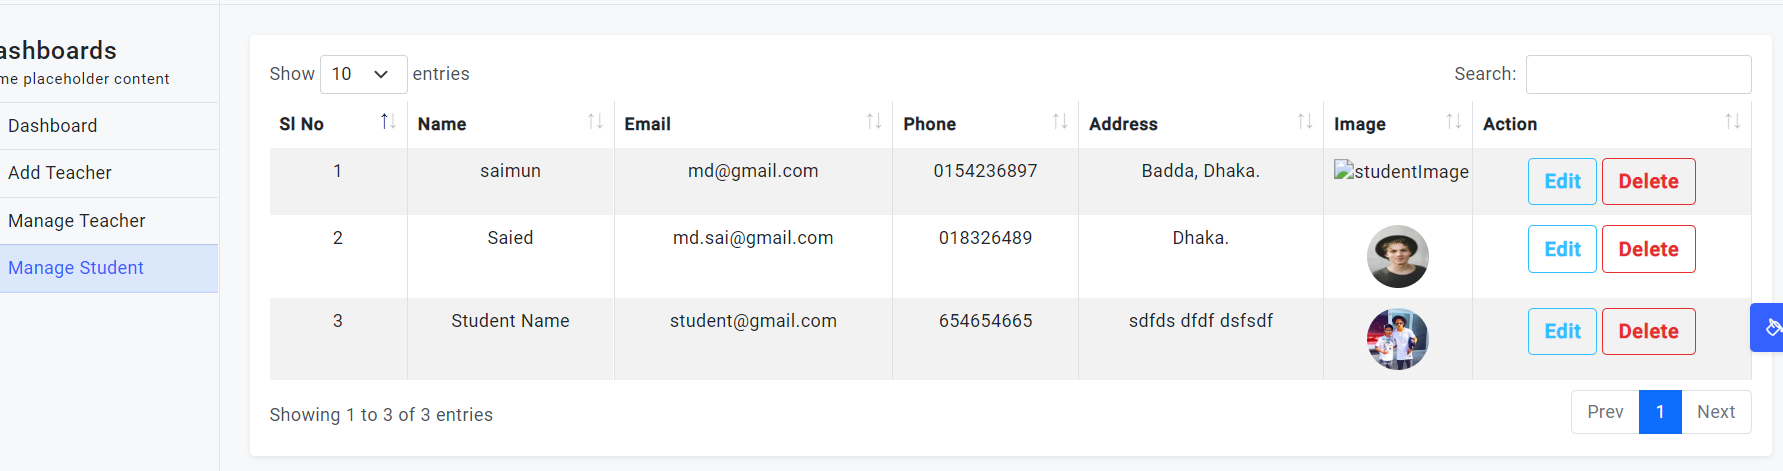 ashboards
me placeholder content
Dashboard
Add Teacher
Manage Teacher
Manage Student
Show 10 entries
Search:
Sl No Name Email Phone Address Image Action
1 saimun md@gmail.com 0154236897 Badda, Dhaka. studentImage Edit Delete
2 Saied md.sai@gmail.com 018326489 Dhaka. Edit Delete
3 Student Name student@gmail.com 654654665 sdfds dfdf dsfsdf Edit Delete
Showing 1 to 3 of 3 entries
Prev 1 Next